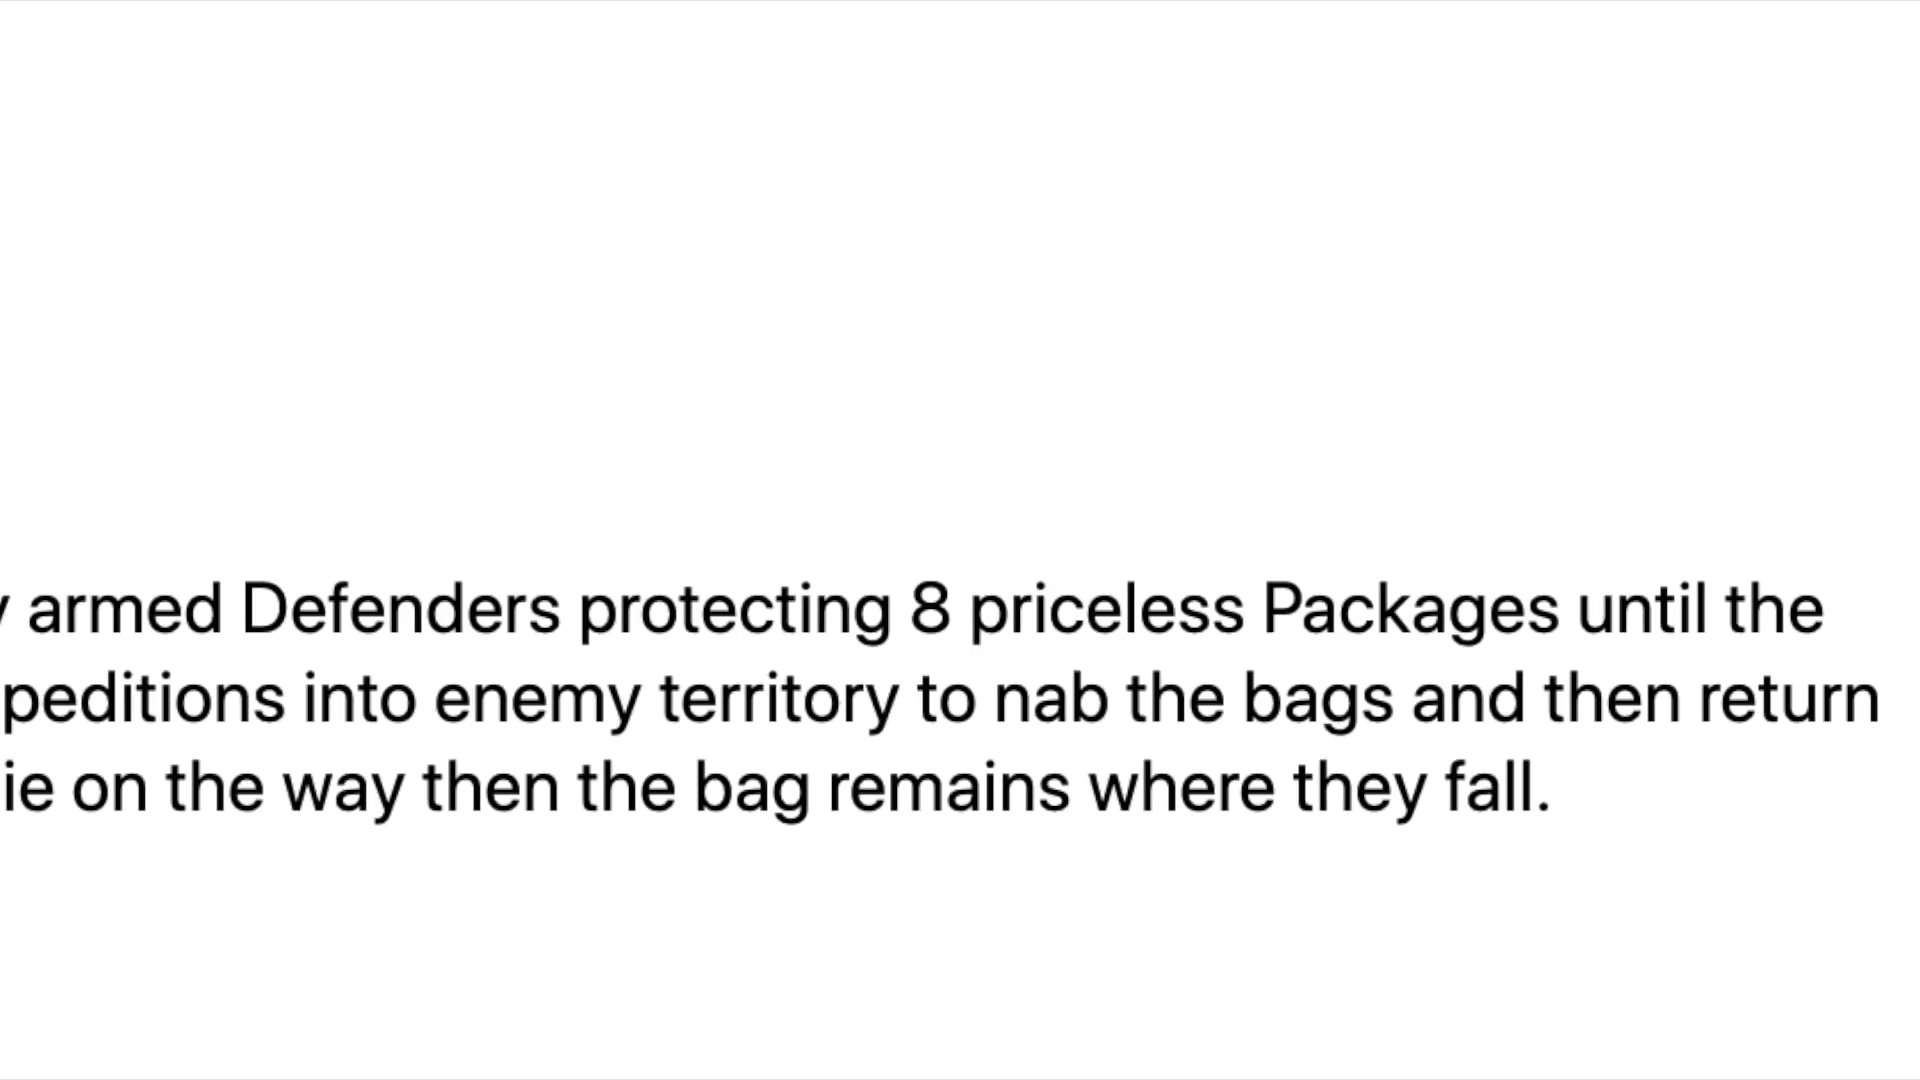 armed Defenders protecting 8 priceless Packages until the
peditions into enemy territory to nab the bags and then return
ie on the way then the bag remains where they fall.